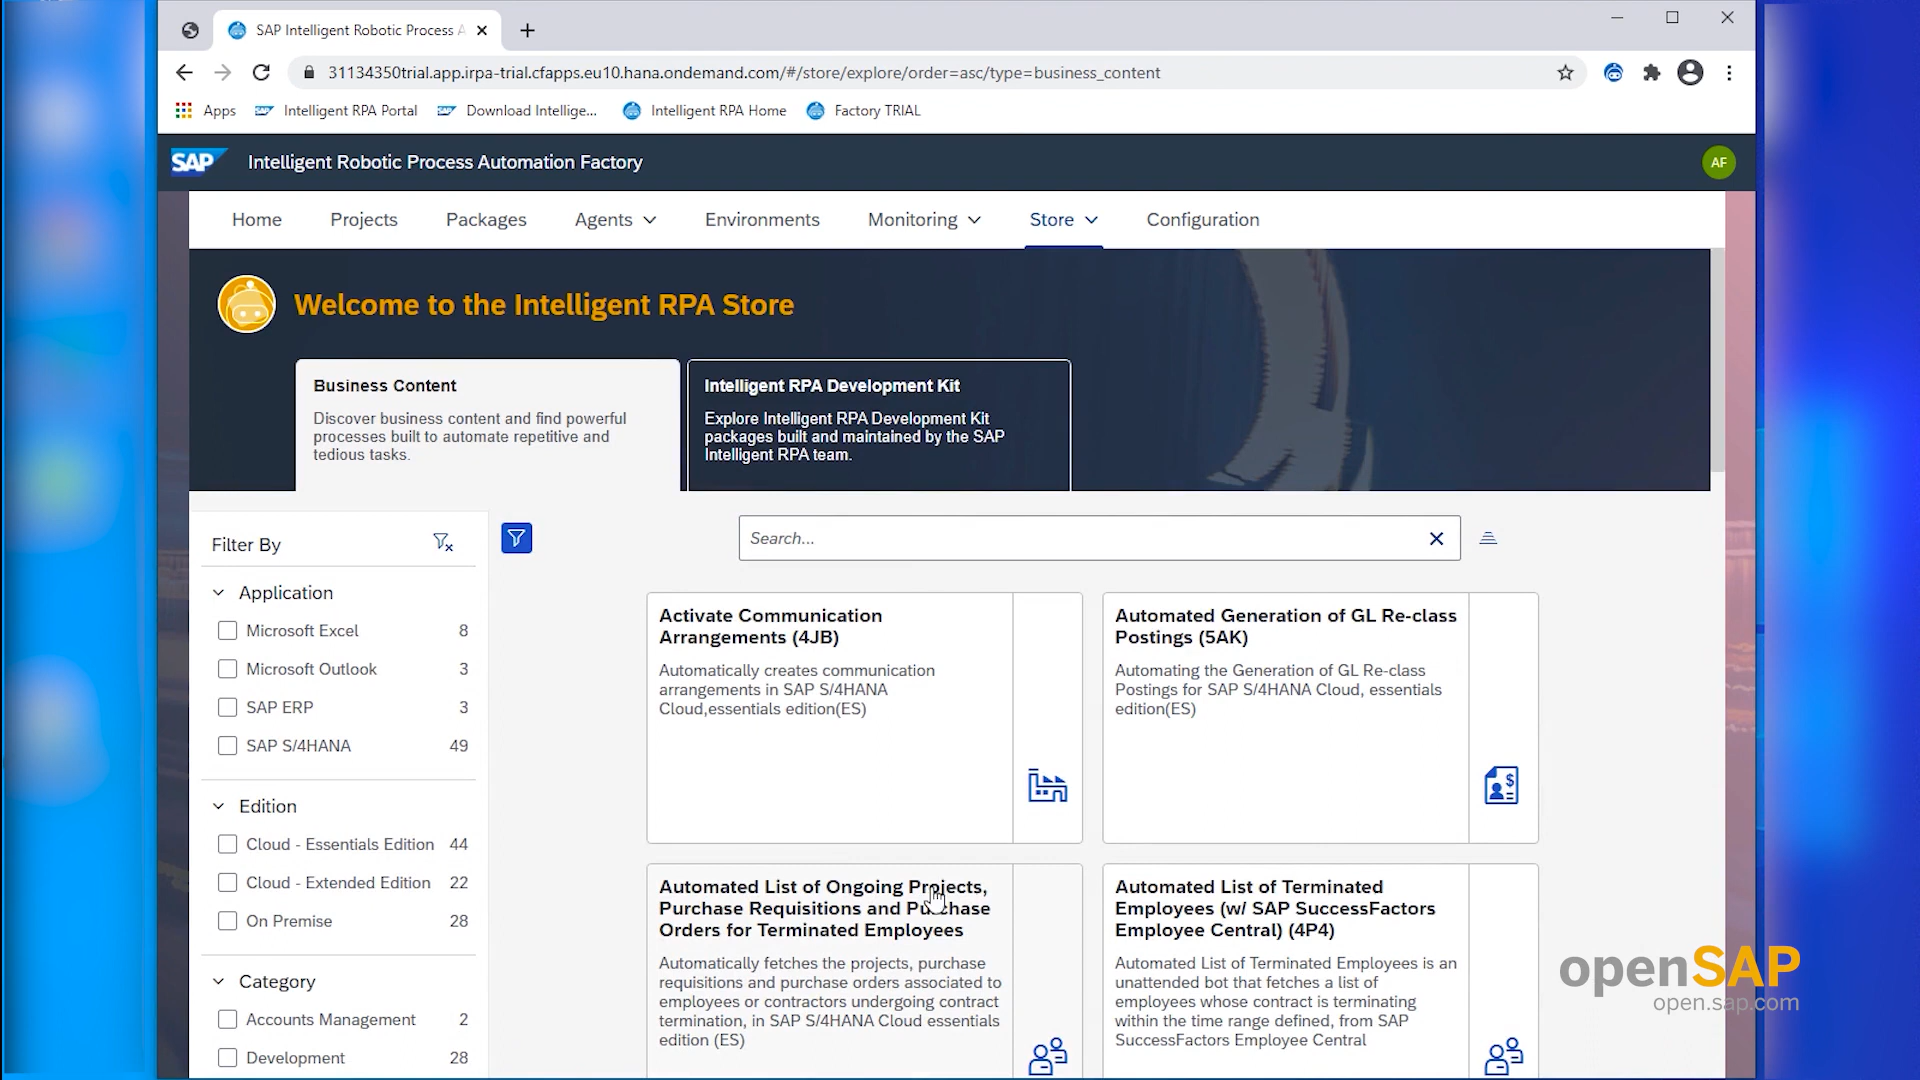 SAP Intelligent Robotic Process A
31134350trial.app.irpa-trial.cfapps.eu10.hana.ondemand.com/#/store/explore/order=asc/type=business_content
Apps Intelligent RPA Portal Download Intellige... Intelligent RPA Home Factory TRIAL
SAP Intelligent Robotic Process Automation Factory AF
Home Projects Packages Agents Environments Monitoring Store Configuration
Welcome to the Intelligent RPA Store
Business Content
Discover business content and find powerful
processes built to automate repetitive and
tedious tasks.
Intelligent RPA Development Kit
Explore Intelligent RPA Development Kit
packages built and maintained by the SAP
Intelligent RPA team.
Filter By
Search...
Application
Microsoft Excel 8
Microsoft Outlook 3
SAP ERP 3
SAP S/4HANA 49
Edition
Cloud - Essentials Edition 44
Cloud - Extended Edition 22
On Premise 28
Category
Accounts Management 2
Development 28
Activate Communication
Arrangements (4JB)
Automatically creates communication
arrangements in SAP S/4HANA
Cloud,essentials edition(ES)
Automated Generation of GL Re-class
Postings (5AK)
Automating the Generation of GL Re-class
Postings for SAP S/4HANA Cloud, essentials
edition(ES)
Automated List of Ongoing Projects,
Purchase Requisitions and Purchase
Orders for Terminated Employees
Automatically fetches the projects, purchase
requisitions and purchase orders associated to
employees or contractors undergoing contract
termination, in SAP S/4HANA Cloud essentials
edition (ES)
Automated List of Terminated
Employees (w/ SAP SuccessFactors
Employee Central) (4P4)
Automated List of Terminated Employees is an
unattended bot that fetches a list of
employees whose contract is terminating
within the time range defined, from SAP
SuccessFactors Employee Central
openSAP
open.sap.com